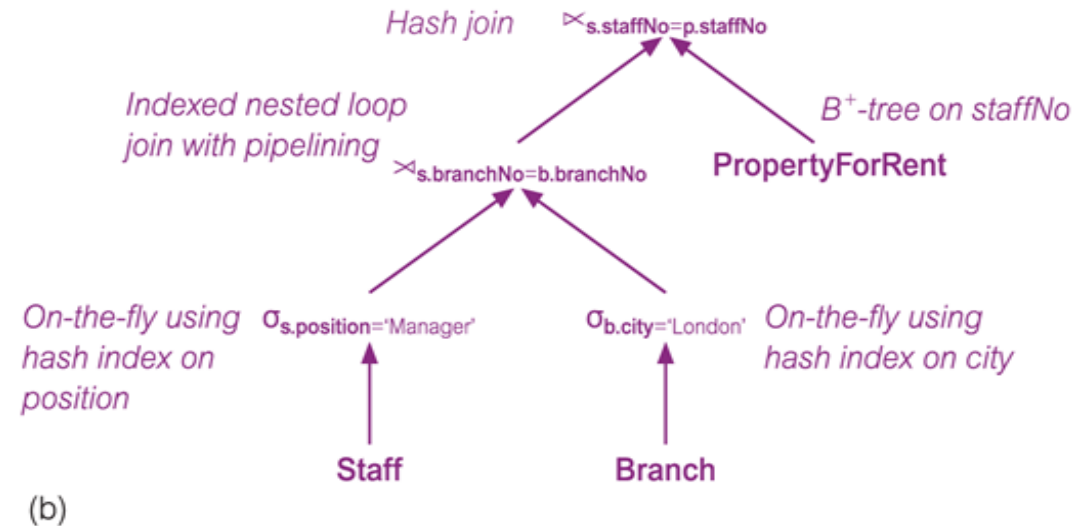 Hash join
⋈s.staffNo=p.staffNo
Indexed nested loop
join with pipelining
B⁺-tree on staffNo
⋈s.branchNo=b.branchNo
PropertyForRent
On-the-fly using
hash index on
position
σs.position='Manager'
σb.city='London'
On-the-fly using
hash index on city
Staff
Branch
(b)